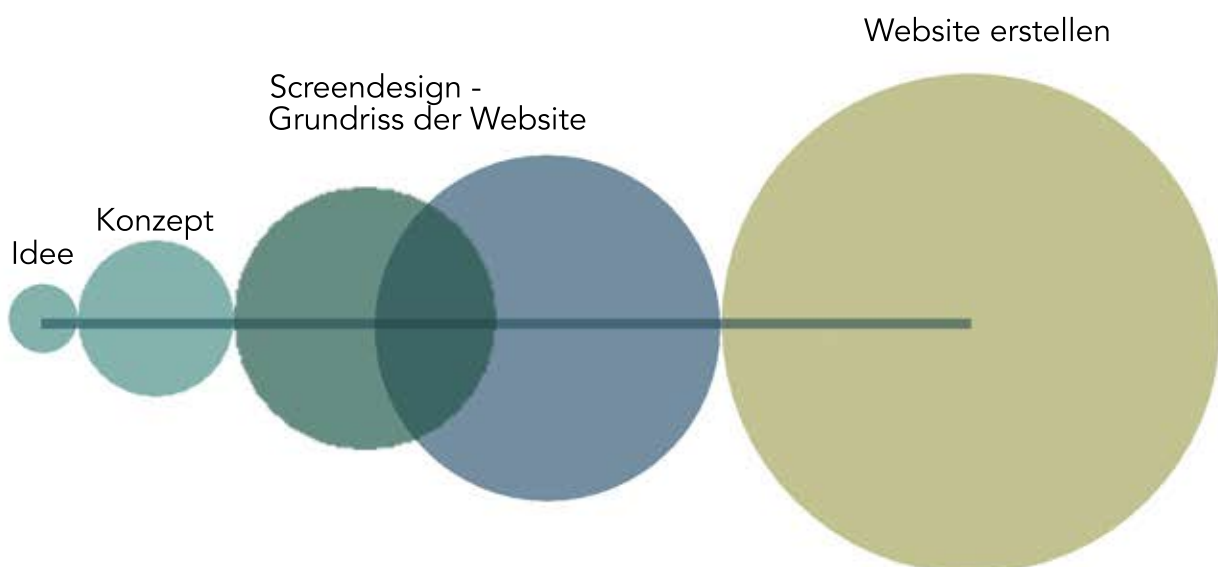 Idee
Konzept
Screendesign -
Grundriss der Website
Website erstellen